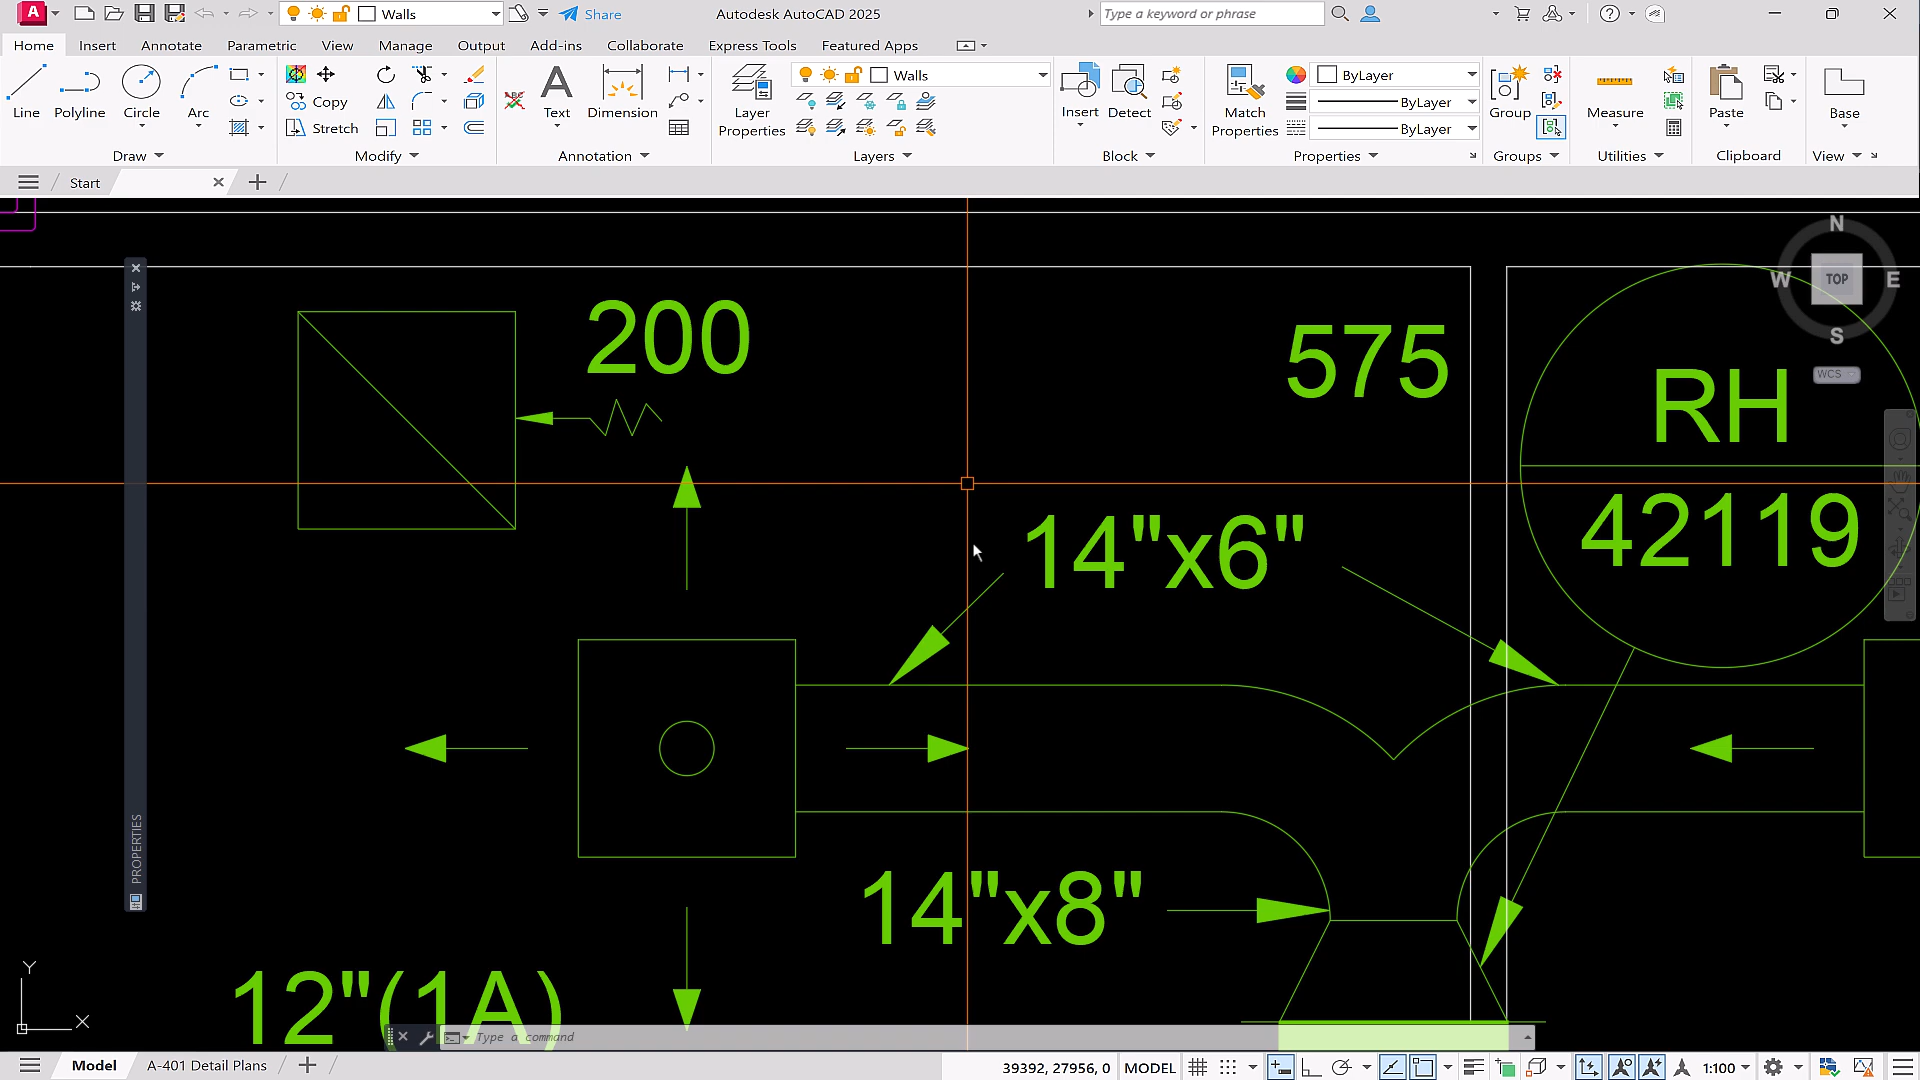 A Walls Share Autodesk AutoCAD 2025 Type a keyword or phrase
Home Insert Annotate Parametric View Manage Output Add-ins Collaborate Express Tools Featured Apps
Line Polyline Circle Arc
Copy
Stretch
Text Dimension
Layer Properties
Walls
Insert Detect
Match Properties
ByLayer
ByLayer
ByLayer
Group
Measure
Paste
Base
Draw Modify Annotation Layers Block Properties Groups Utilities Clipboard View
Start
N
W TOP E
S
WCS
200
575
RH
42119
14"x6"
14"x8"
12"(1A)
PROPERTIES
Y
X
Type a command
Model A-401 Detail Plans 39392, 27956, 0 MODEL 1:100